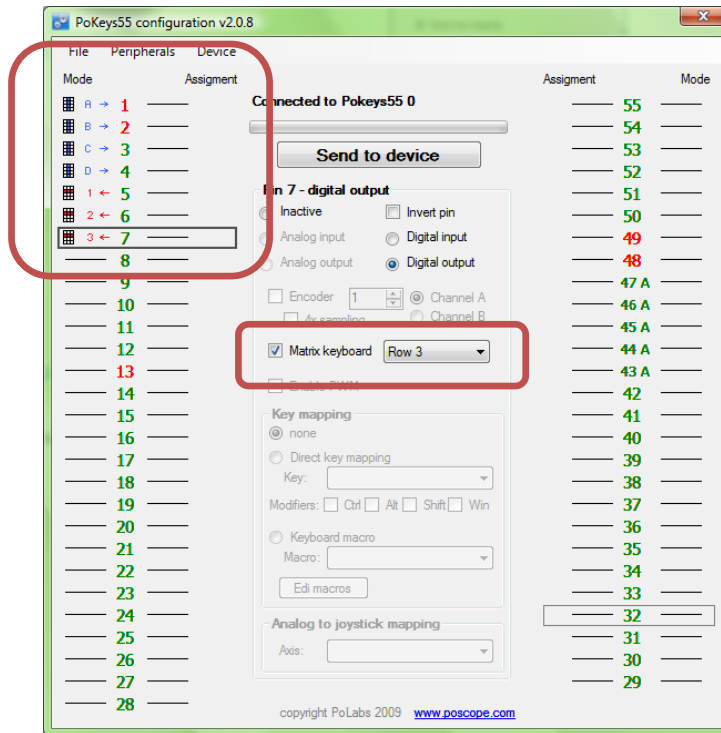 PoKeys55 configuration v2.0.8
File Peripherals Device
Mode Assigment Assigment Mode
A → 1
B → 2
C → 3
D → 4
1 ← 5
2 ← 6
3 ← 7
8
9
10
11
12
13
14
15
16
17
18
19
20
21
22
23
24
25
26
27
28
Connected to Pokeys55 0
Send to device
Pin 7 - digital output
Inactive Invert pin
Analog input Digital input
Analog output Digital output
Encoder 1 Channel A
4x sampling Channel B
Matrix keyboard Row 3
Enable PWM
Key mapping
none
Direct key mapping
Key:
Modifiers: Ctrl Alt Shift Win
Keyboard macro
Macro:
Edi macros
Analog to joystick mapping
Axis:
copyright PoLabs 2009 www.poscope.com
55
54
53
52
51
50
49
48
47 A
46 A
45 A
44 A
43 A
42
41
40
39
38
37
36
35
34
33
32
31
30
29